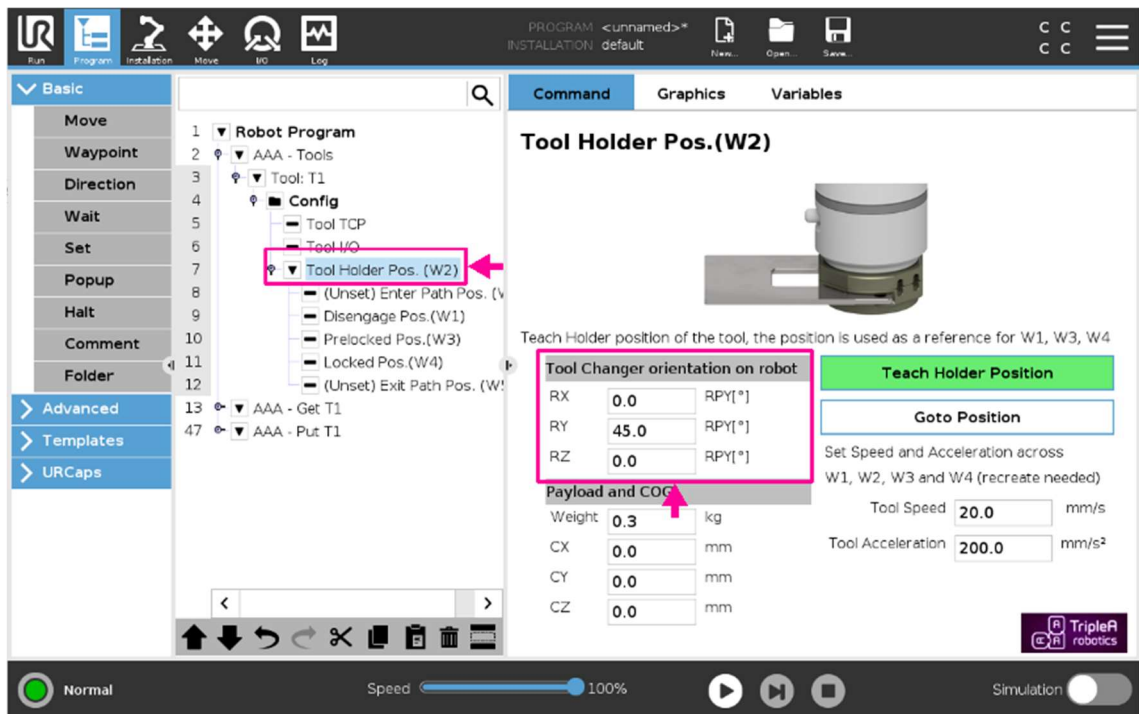 PROGRAM <unnamed>*
INSTALLATION default
Run
Program
Installation
Move
I/O
Log
New...
Open...
Save...
C C
C C
Basic
Move
Waypoint
Direction
Wait
Set
Popup
Halt
Comment
Folder
Advanced
Templates
URCaps
1 Robot Program
2 AAA - Tools
3 Tool: T1
4 Config
5 Tool TCP
6 Tool I/O
7 Tool Holder Pos. (W2)
8 (Unset) Enter Path Pos. (W
9 Disengage Pos.(W1)
10 Prelocked Pos.(W3)
11 Locked Pos.(W4)
12 (Unset) Exit Path Pos. (W5
13 AAA - Get T1
47 AAA - Put T1
Command Graphics Variables
Tool Holder Pos.(W2)
Teach Holder position of the tool, the position is used as a reference for W1, W3, W4
Tool Changer orientation on robot
RX 0.0 RPY[°]
RY 45.0 RPY[°]
RZ 0.0 RPY[°]
Payload and COG
Weight 0.3 kg
CX 0.0 mm
CY 0.0 mm
CZ 0.0 mm
Teach Holder Position
Goto Position
Set Speed and Acceleration across
W1, W2, W3 and W4 (recreate needed)
Tool Speed 20.0 mm/s
Tool Acceleration 200.0 mm/s²
TripleA
robotics
Normal
Speed 100%
Simulation